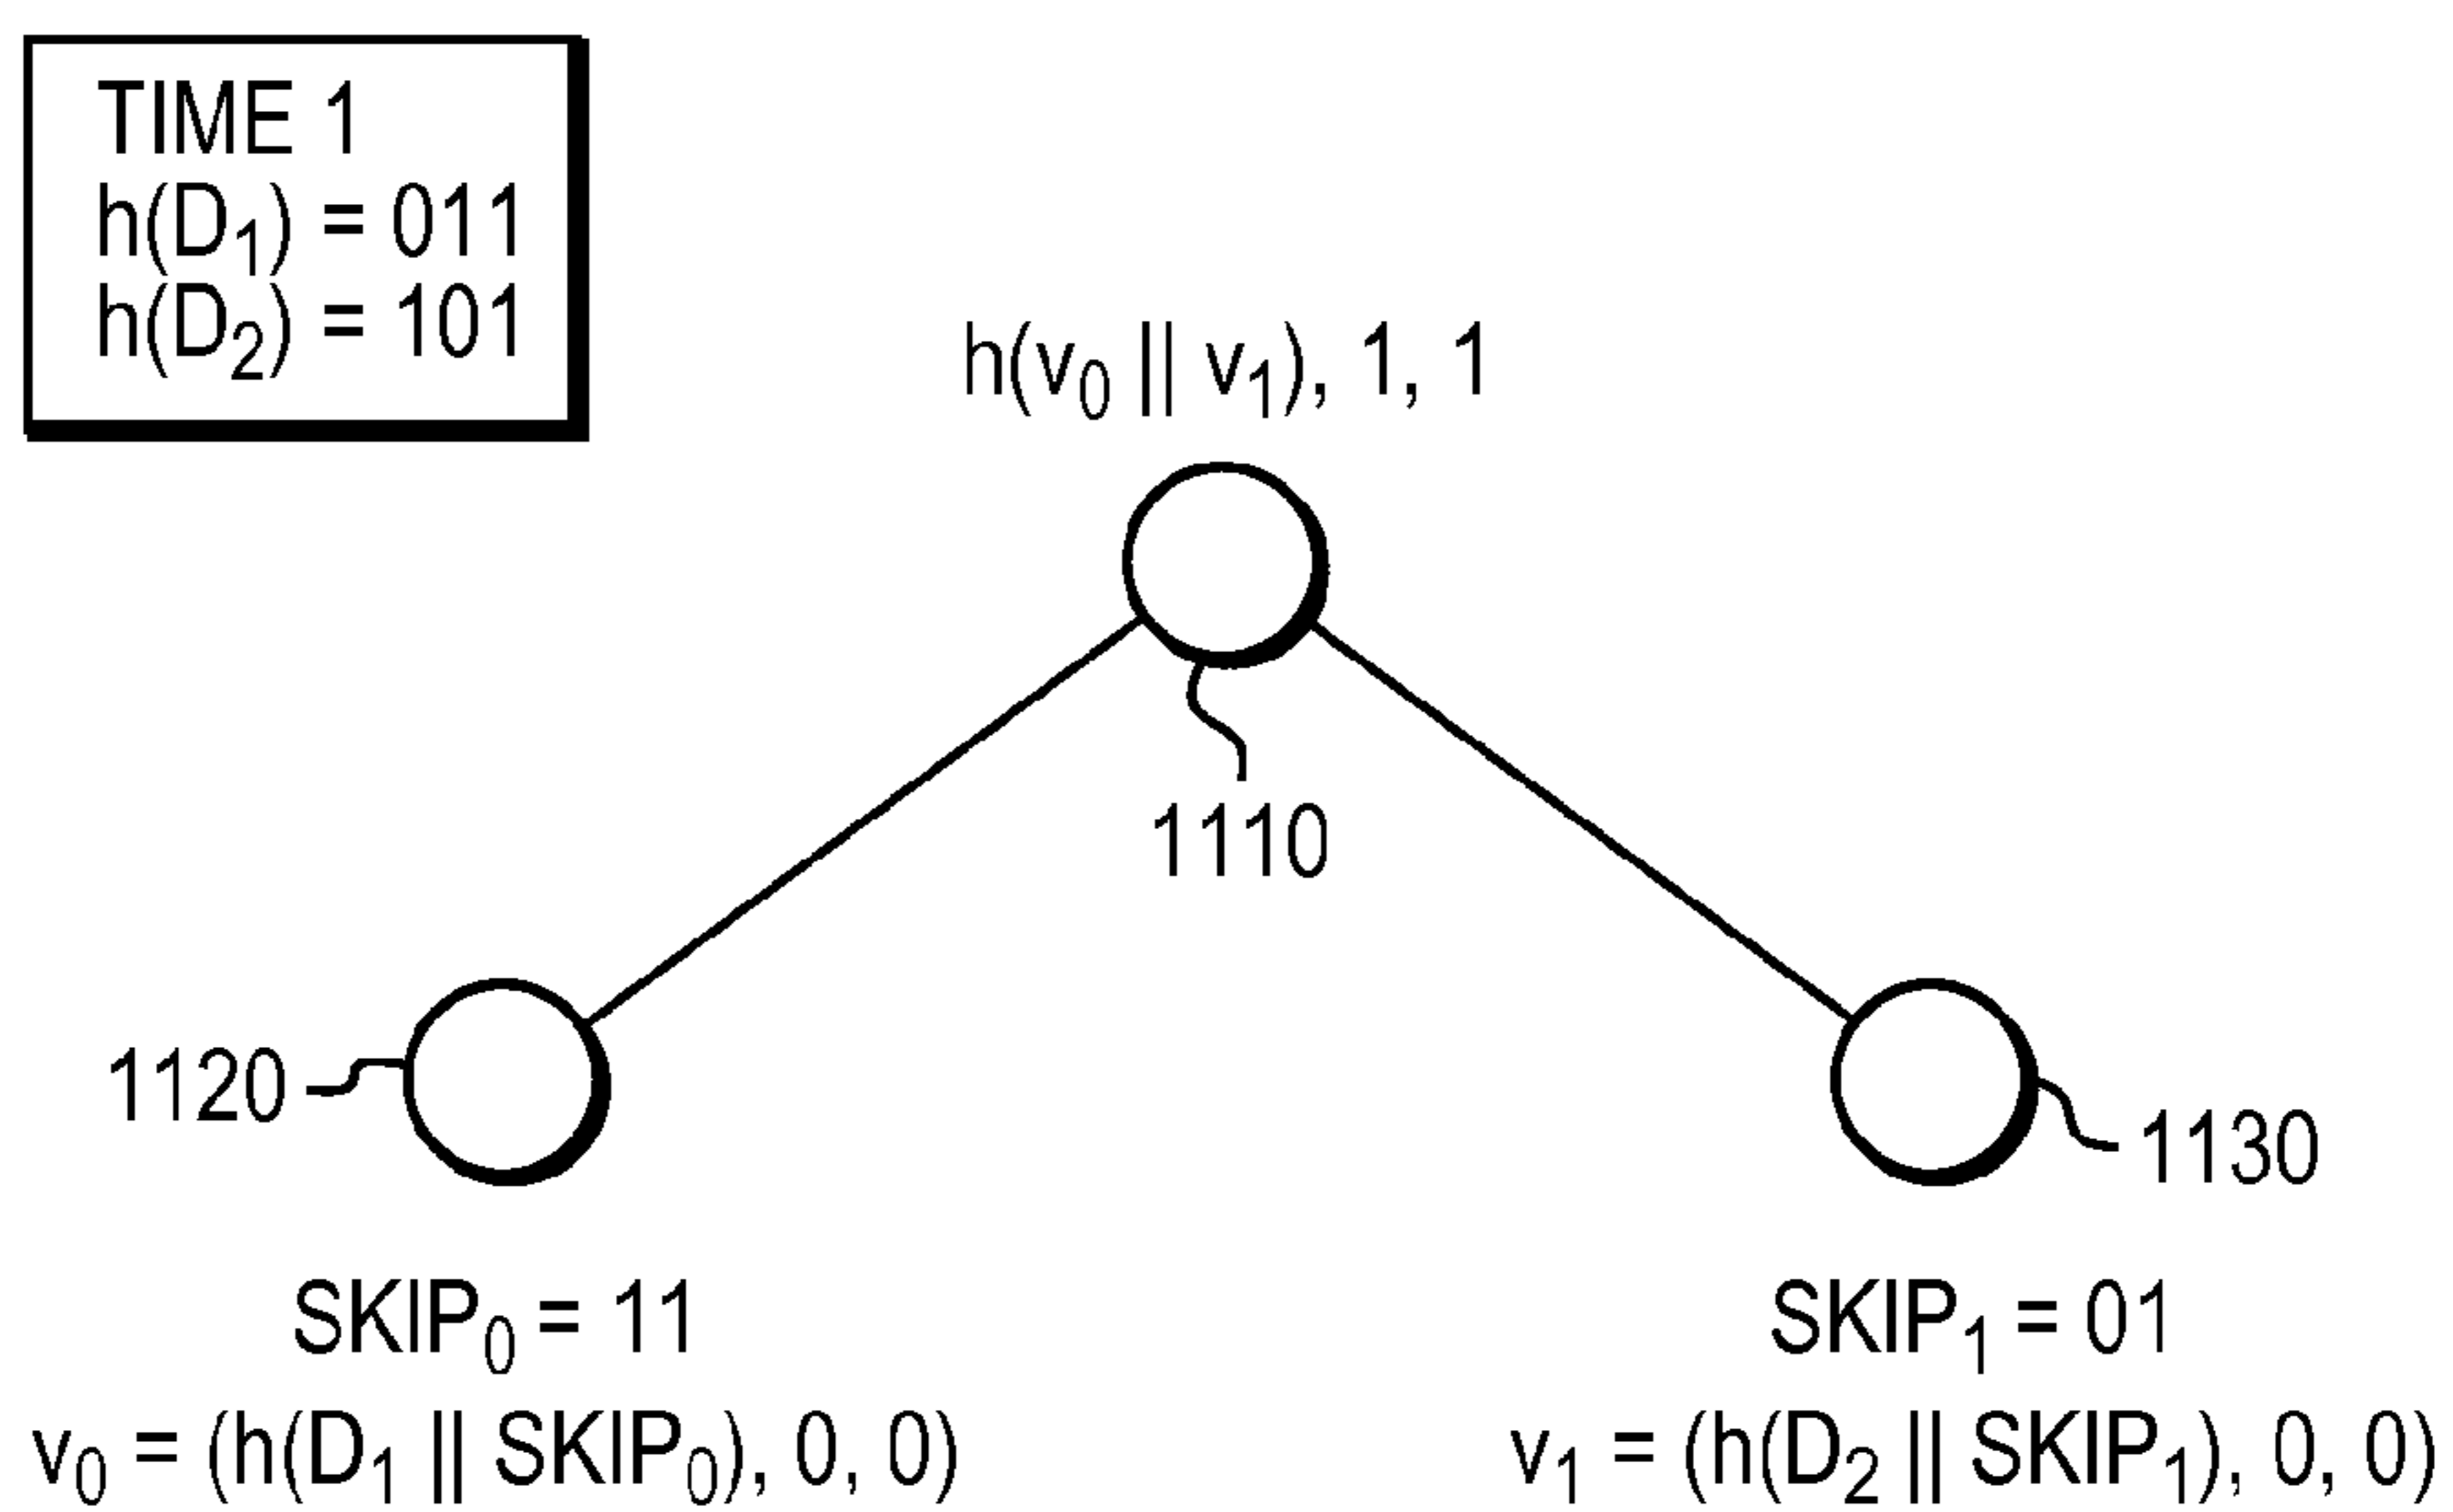 TIME 1
h(D₁) = 011
h(D₂) = 101
h(v₀ || v₁), 1, 1
1110
1120
1130
SKIP₀ = 11
v₀ = (h(D₁ || SKIP₀), 0, 0)
SKIP₁ = 01
v₁ = (h(D₂ || SKIP₁), 0, 0)